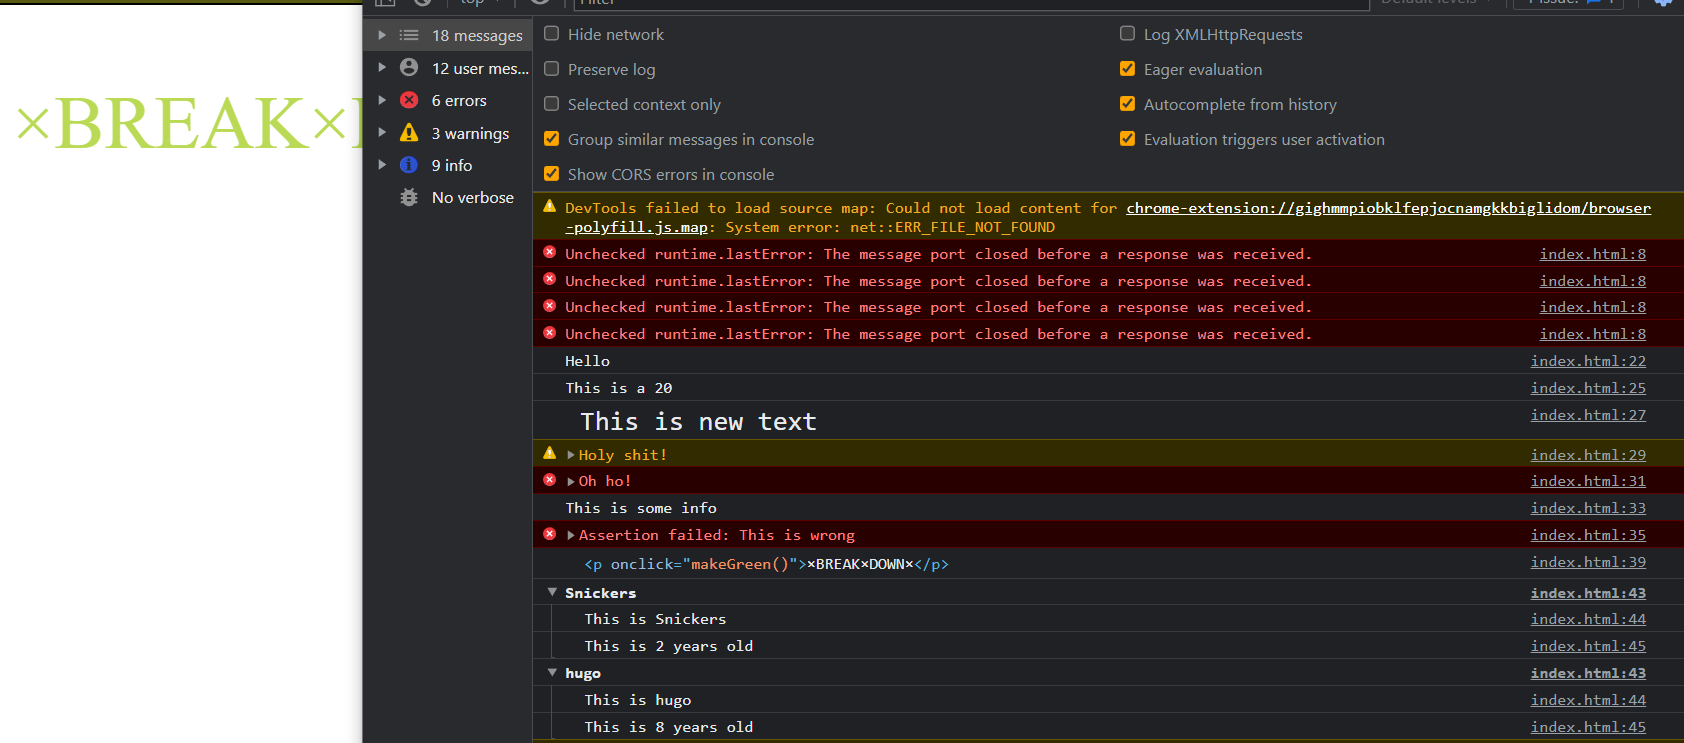 top
Filter
Default levels
1 Issue: 1
×BREAK×
18 messages
12 user mes...
6 errors
3 warnings
9 info
No verbose
Hide network
Log XMLHttpRequests
Preserve log
Eager evaluation
Selected context only
Autocomplete from history
Group similar messages in console
Evaluation triggers user activation
Show CORS errors in console
DevTools failed to load source map: Could not load content for chrome-extension://gighmmpiobklfepjocnamgkkbiglidom/browser
-polyfill.js.map: System error: net::ERR_FILE_NOT_FOUND
Unchecked runtime.lastError: The message port closed before a response was received. index.html:8
Unchecked runtime.lastError: The message port closed before a response was received. index.html:8
Unchecked runtime.lastError: The message port closed before a response was received. index.html:8
Unchecked runtime.lastError: The message port closed before a response was received. index.html:8
Hello index.html:22
This is a 20 index.html:25
This is new text index.html:27
Holy shit! index.html:29
Oh ho! index.html:31
This is some info index.html:33
Assertion failed: This is wrong index.html:35
<p onclick="makeGreen()">×BREAK×DOWN×</p> index.html:39
Snickers index.html:43
This is Snickers index.html:44
This is 2 years old index.html:45
hugo index.html:43
This is hugo index.html:44
This is 8 years old index.html:45